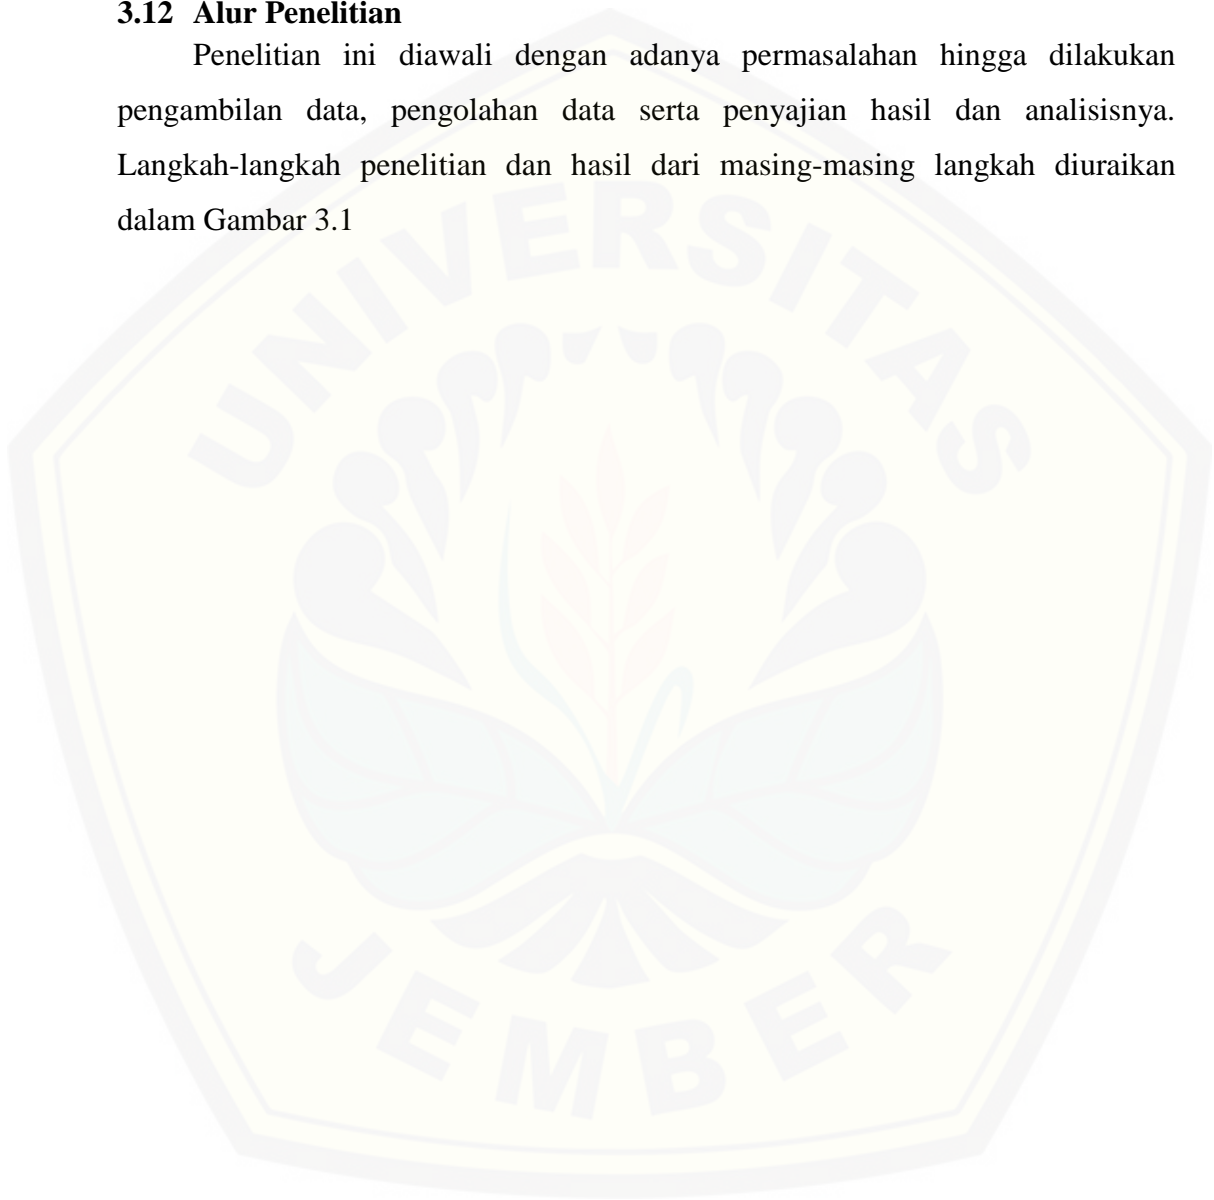 3.12 Alur Penelitian
Penelitian ini diawali dengan adanya permasalahan hingga dilakukan
pengambilan data, pengolahan data serta penyajian hasil dan analisisnya.
Langkah-langkah penelitian dan hasil dari masing-masing langkah diuraikan
dalam Gambar 3.1
UNIVERSITAS
JEMBER